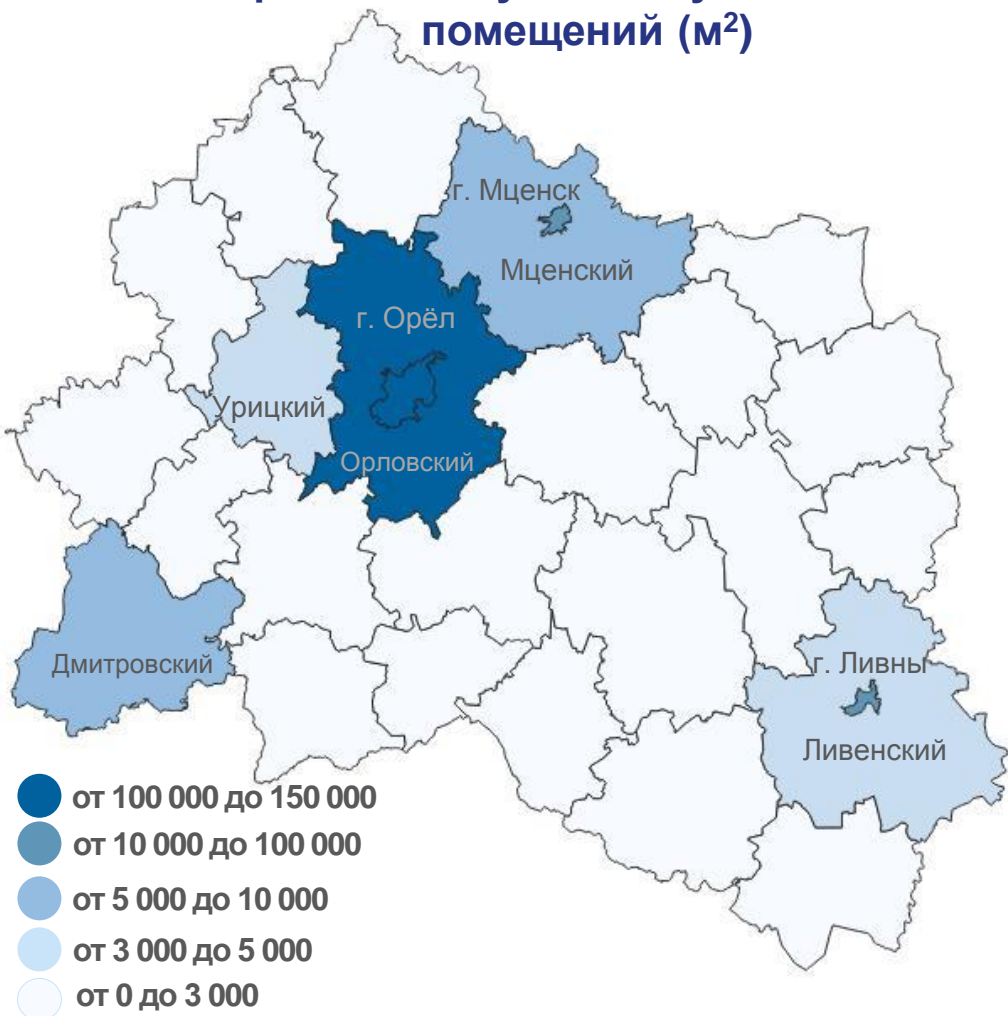 помещений (м²)
г. Мценск
Мценский
г. Орёл
Урицкий
Орловский
Дмитровский
г. Ливны
Ливенский
от 100 000 до 150 000
от 10 000 до 100 000
от 5 000 до 10 000
от 3 000 до 5 000
от 0 до 3 000